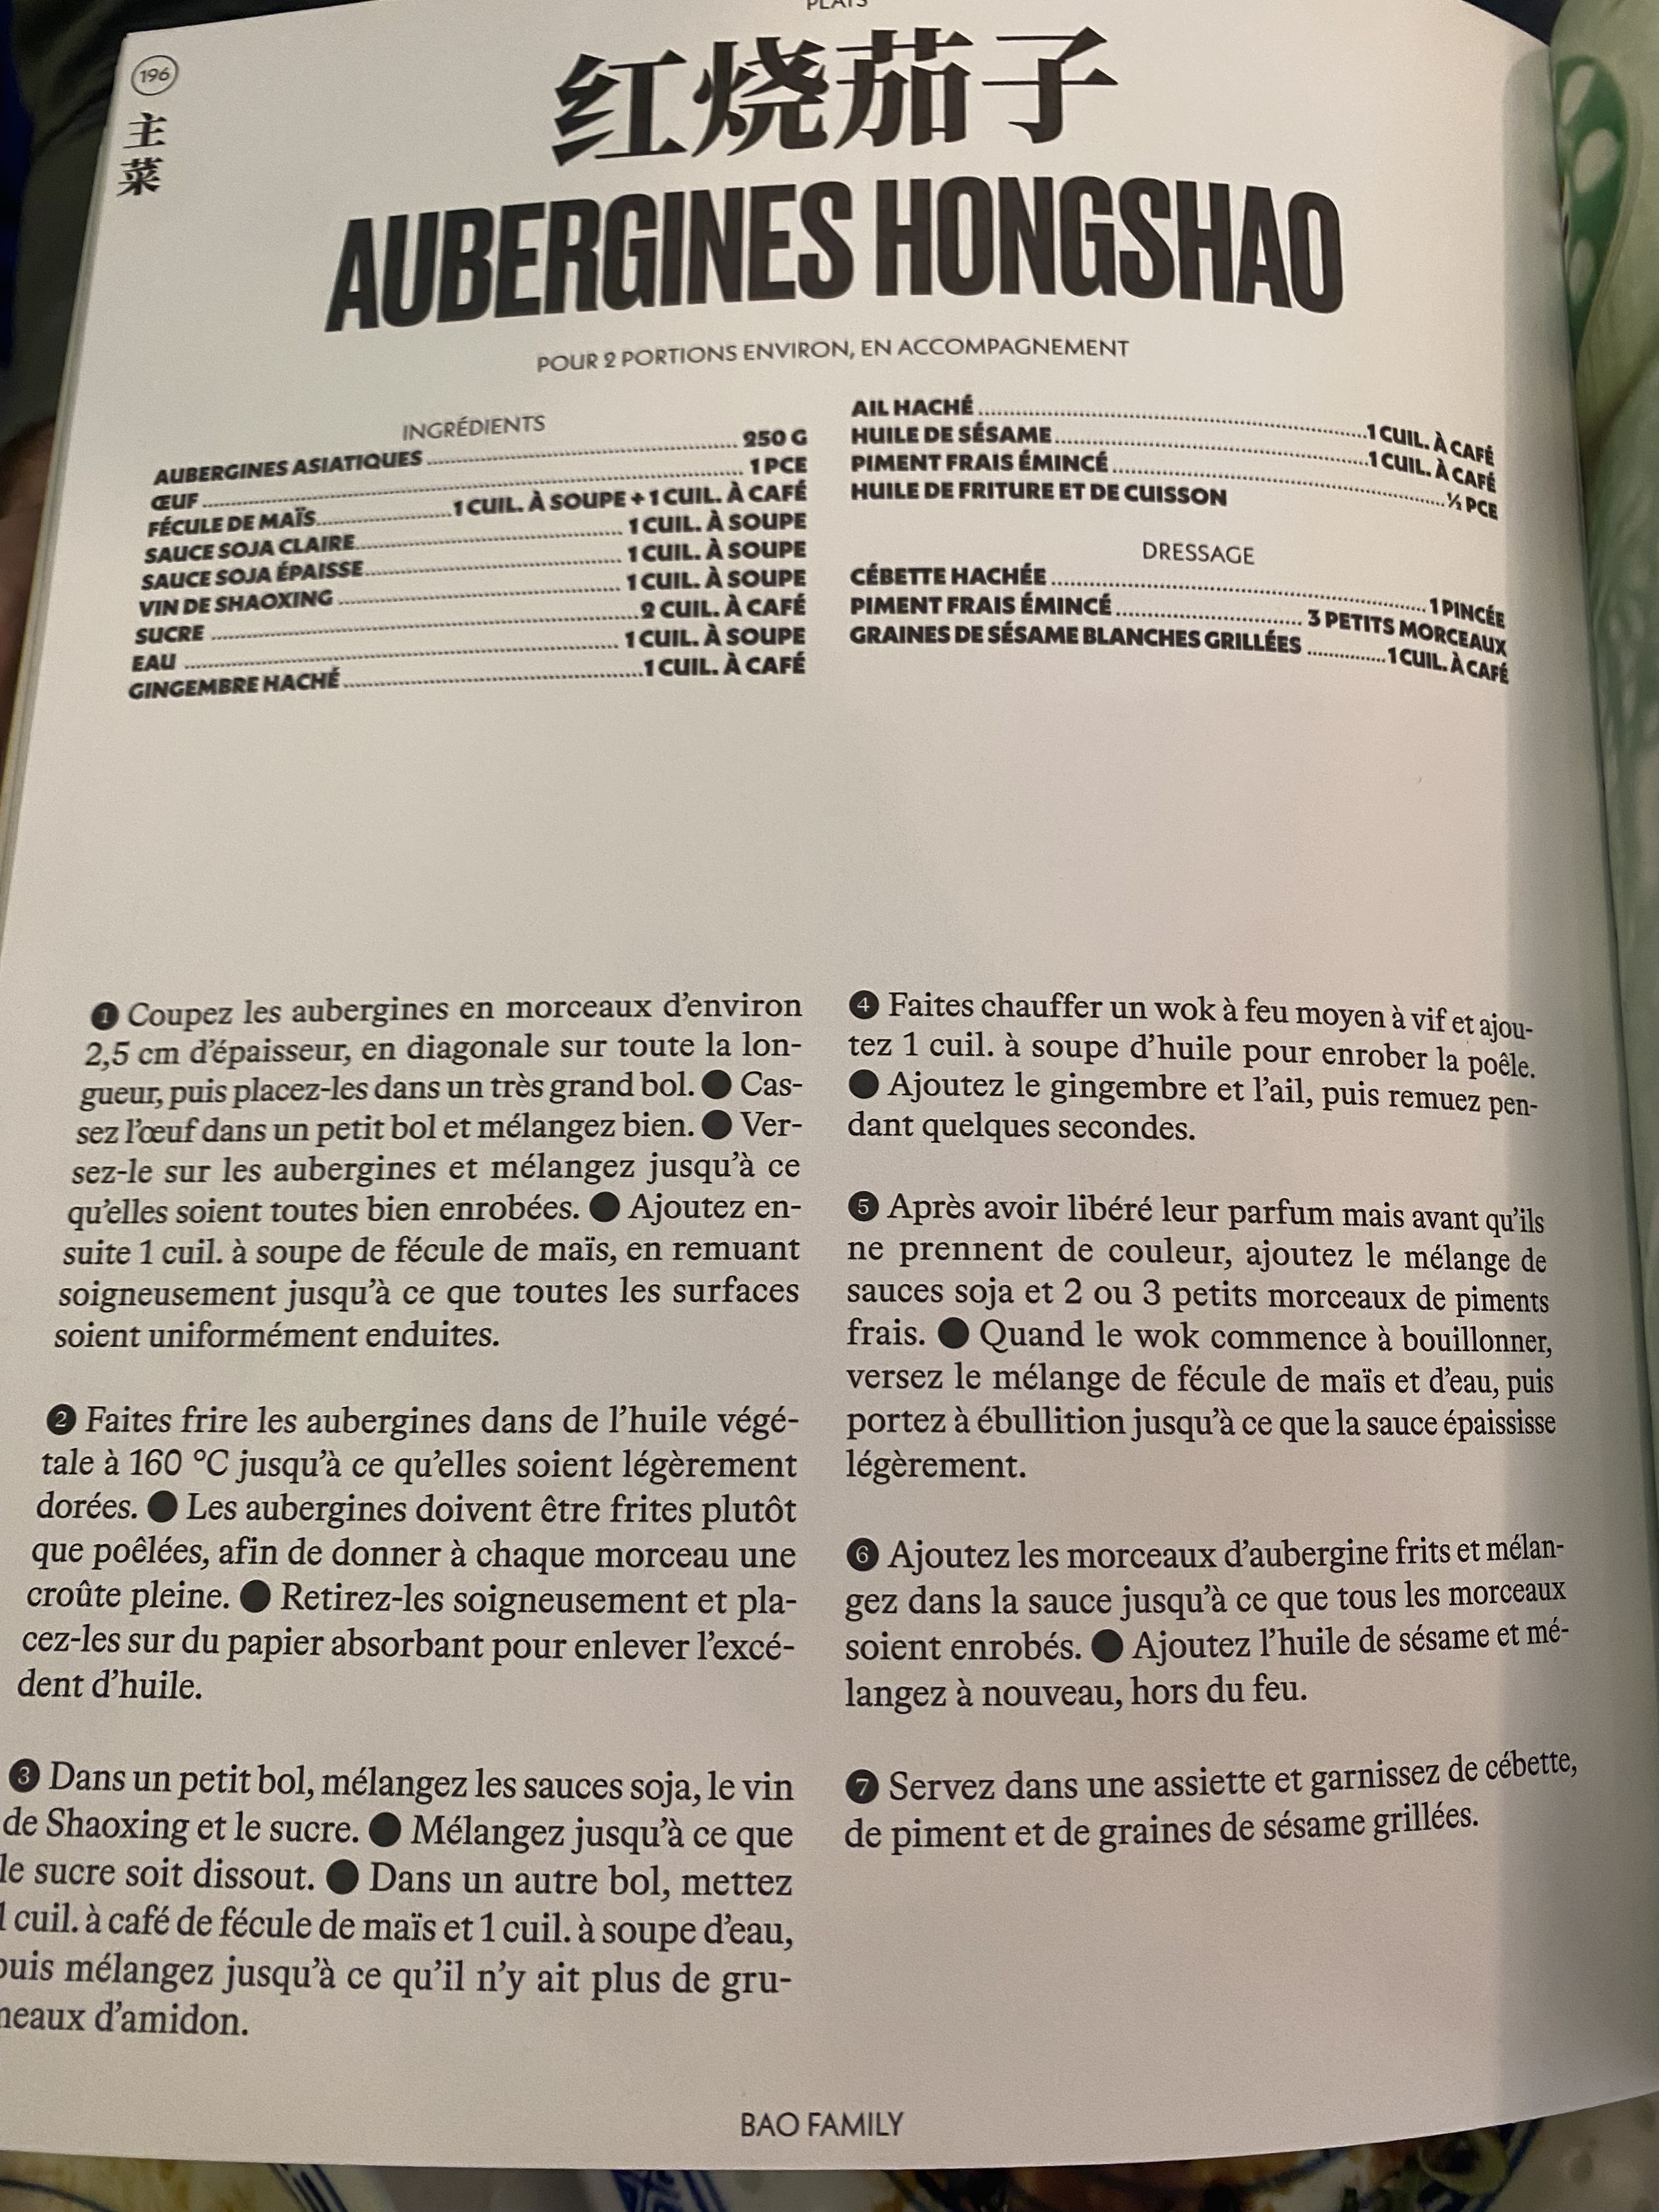 PLATS
196
主菜
红烧茄子
AUBERGINES HONGSHAO
POUR 2 PORTIONS ENVIRON, EN ACCOMPAGNEMENT
INGRÉDIENTS
AUBERGINES ASIATIQUES 250 G
ŒUF 1 PCE
FÉCULE DE MAÏS 1 CUIL. À SOUPE + 1 CUIL. À CAFÉ
SAUCE SOJA CLAIRE 1 CUIL. À SOUPE
SAUCE SOJA ÉPAISSE 1 CUIL. À SOUPE
VIN DE SHAOXING 1 CUIL. À SOUPE
SUCRE 2 CUIL. À CAFÉ
EAU 1 CUIL. À SOUPE
GINGEMBRE HACHÉ 1 CUIL. À CAFÉ
AIL HACHÉ 1 CUIL. À CAFÉ
HUILE DE SÉSAME 1 CUIL. À CAFÉ
PIMENT FRAIS ÉMINCÉ ½ PCE
HUILE DE FRITURE ET DE CUISSON
DRESSAGE
CÉBETTE HACHÉE 1 PINCÉE
PIMENT FRAIS ÉMINCÉ 3 PETITS MORCEAUX
GRAINES DE SÉSAME BLANCHES GRILLÉES 1 CUIL. À CAFÉ
1 Coupez les aubergines en morceaux d'environ
2,5 cm d'épaisseur, en diagonale sur toute la lon-
gueur, puis placez-les dans un très grand bol. ● Cas-
sez l'œuf dans un petit bol et mélangez bien. ● Ver-
sez-le sur les aubergines et mélangez jusqu'à ce
qu'elles soient toutes bien enrobées. ● Ajoutez en-
suite 1 cuil. à soupe de fécule de maïs, en remuant
soigneusement jusqu'à ce que toutes les surfaces
soient uniformément enduites.
2 Faites frire les aubergines dans de l'huile végé-
tale à 160 °C jusqu'à ce qu'elles soient légèrement
dorées. ● Les aubergines doivent être frites plutôt
que poêlées, afin de donner à chaque morceau une
croûte pleine. ● Retirez-les soigneusement et pla-
cez-les sur du papier absorbant pour enlever l'excé-
dent d'huile.
3 Dans un petit bol, mélangez les sauces soja, le vin
de Shaoxing et le sucre. ● Mélangez jusqu'à ce que
le sucre soit dissout. ● Dans un autre bol, mettez
1 cuil. à café de fécule de maïs et 1 cuil. à soupe d'eau,
puis mélangez jusqu'à ce qu'il n'y ait plus de gru-
meaux d'amidon.
4 Faites chauffer un wok à feu moyen à vif et ajou-
tez 1 cuil. à soupe d'huile pour enrober la poêle.
● Ajoutez le gingembre et l'ail, puis remuez pen-
dant quelques secondes.
5 Après avoir libéré leur parfum mais avant qu'ils
ne prennent de couleur, ajoutez le mélange de
sauces soja et 2 ou 3 petits morceaux de piments
frais. ● Quand le wok commence à bouillonner,
versez le mélange de fécule de maïs et d'eau, puis
portez à ébullition jusqu'à ce que la sauce épaississe
légèrement.
6 Ajoutez les morceaux d'aubergine frits et mélan-
gez dans la sauce jusqu'à ce que tous les morceaux
soient enrobés. ● Ajoutez l'huile de sésame et mé-
langez à nouveau, hors du feu.
7 Servez dans une assiette et garnissez de cébette,
de piment et de graines de sésame grillées.
BAO FAMILY